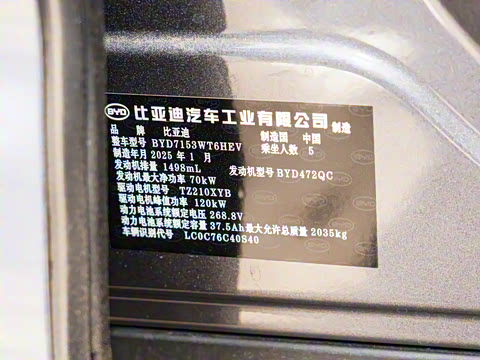 BYD 比亚迪汽车工业有限公司 制造
品 牌 比亚迪 制造国 中国
整车型号 BYD7153WT6HEV 乘坐人数 5
制造年月 2025 年 1 月
发动机排量 1498mL 发动机型号 BYD472QC
发动机最大净功率 70kW
驱动电机型号 TZ210XYB
驱动电机峰值功率 120kW
动力电池系统额定电压 268.8V
动力电池系统额定容量 37.5Ah 最大允许总质量 2035kg
车辆识别代号 LC0C76C40S40